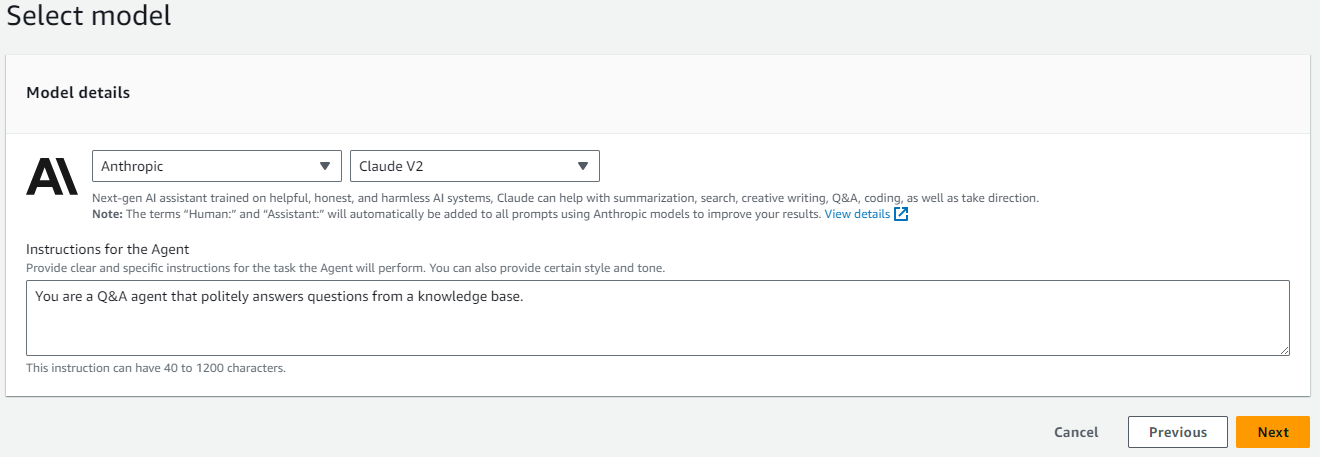 Select model
Model details
Anthropic Claude V2
Next-gen AI assistant trained on helpful, honest, and harmless AI systems, Claude can help with summarization, search, creative writing, Q&A, coding, as well as take direction.
Note: The terms “Human:” and “Assistant:” will automatically be added to all prompts using Anthropic models to improve your results. View details
Instructions for the Agent
Provide clear and specific instructions for the task the Agent will perform. You can also provide certain style and tone.
You are a Q&A agent that politely answers questions from a knowledge base.
This instruction can have 40 to 1200 characters.
Cancel Previous Next